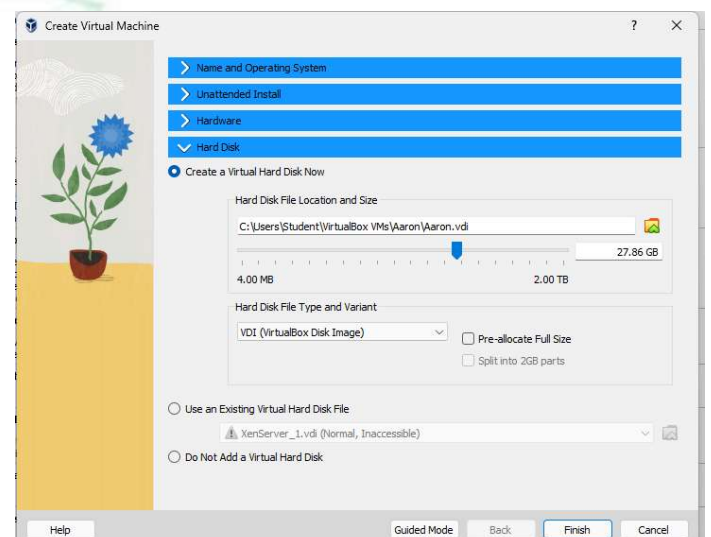 Create Virtual Machine ? X
Name and Operating System
Unattended Install
Hardware
Hard Disk
Create a Virtual Hard Disk Now
Hard Disk File Location and Size
C:\Users\Student\VirtualBox VMs\Aaron\Aaron.vdi
27.86 GB
4.00 MB 2.00 TB
Hard Disk File Type and Variant
VDI (VirtualBox Disk Image)
Pre-allocate Full Size
Split into 2GB parts
Use an Existing Virtual Hard Disk File
XenServer_1.vdi (Normal, Inaccessible)
Do Not Add a Virtual Hard Disk
Help Guided Mode Back Finish Cancel